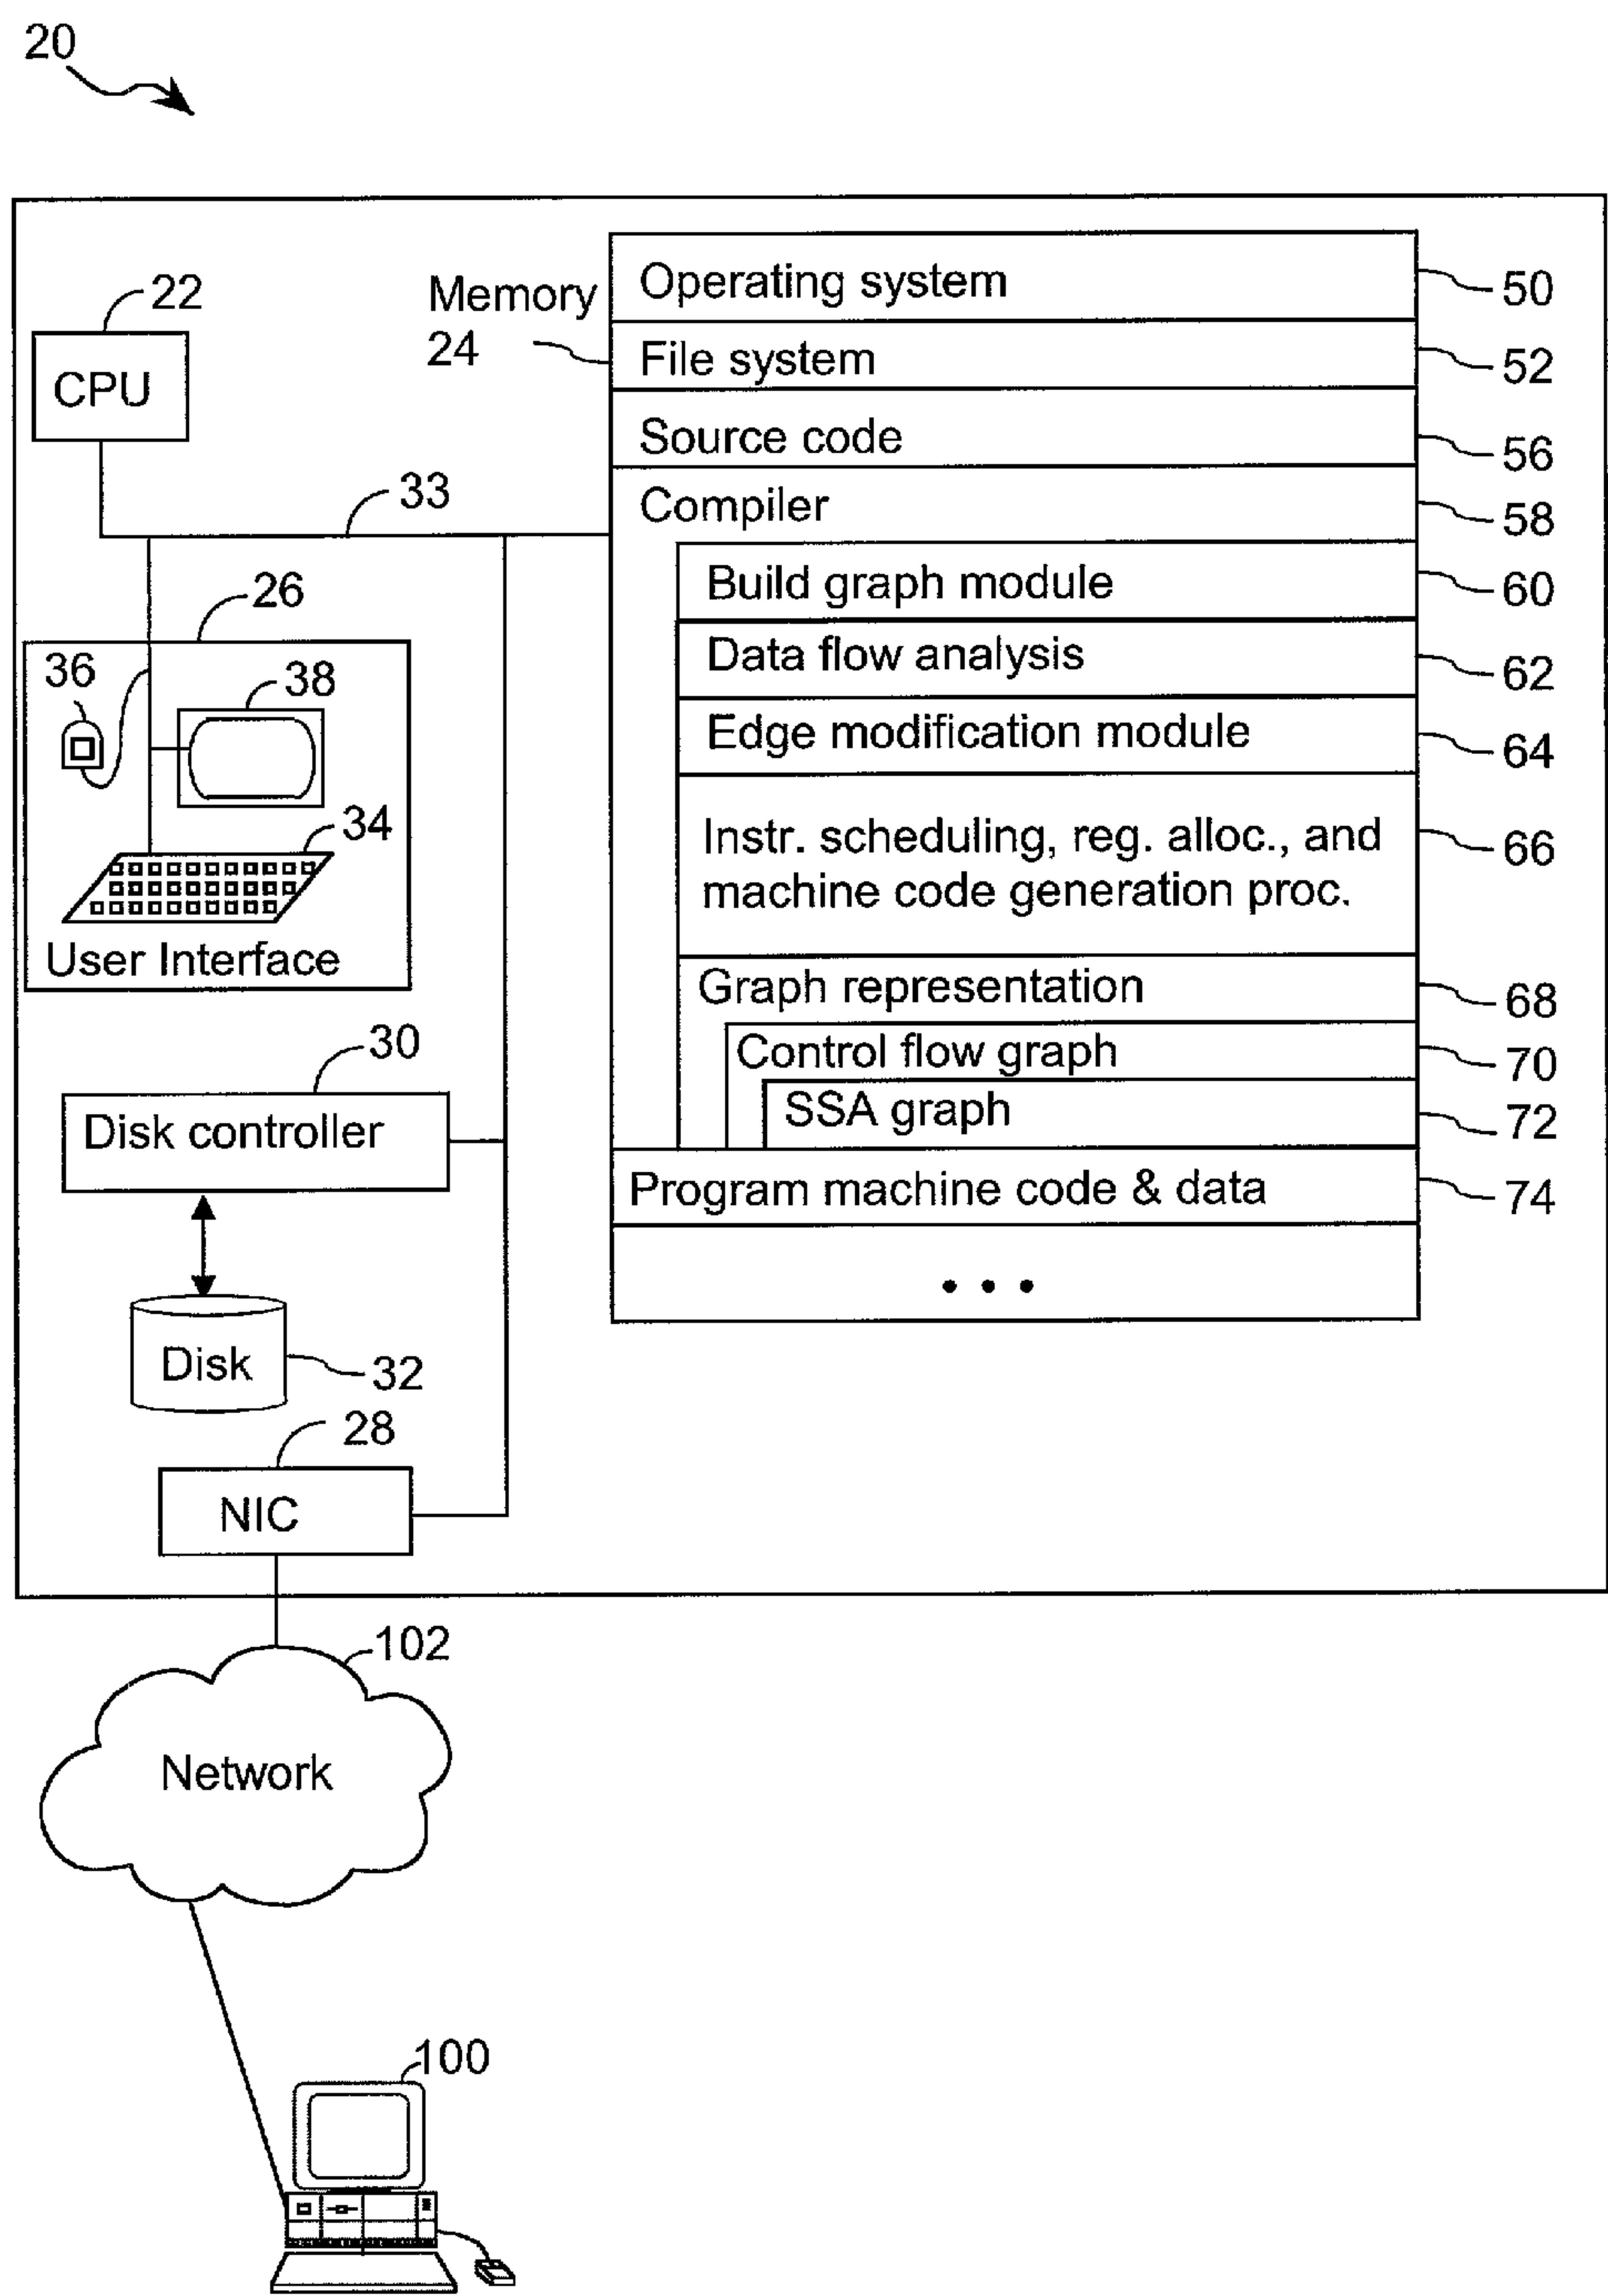 20
22
CPU
Memory
24
Operating system
50
File system
52
Source code
56
33
Compiler
58
Build graph module
60
26
Data flow analysis
62
36
38
Edge modification module
64
34
Instr. scheduling, reg. alloc., and
machine code generation proc.
66
User Interface
Graph representation
68
30
Control flow graph
70
Disk controller
SSA graph
72
Program machine code & data
74
• • •
Disk
32
28
NIC
102
Network
100